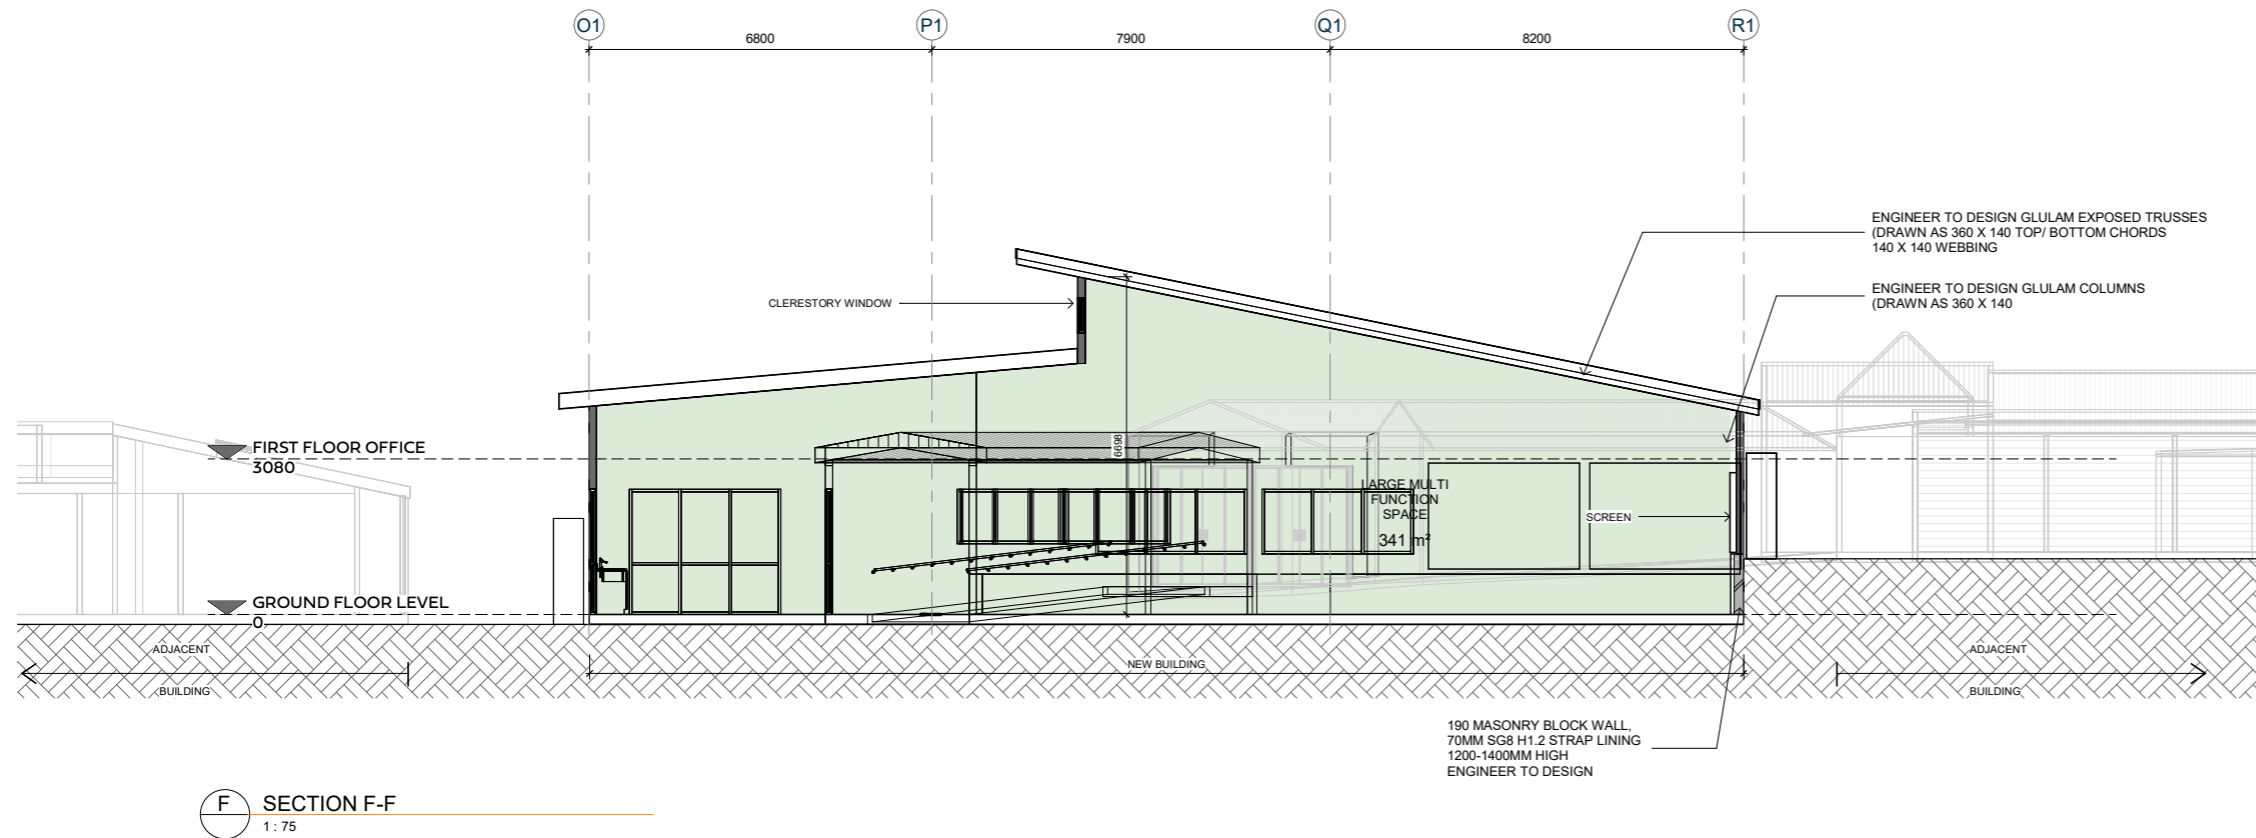 O1
P1
Q1
R1
6800
7900
8200
ENGINEER TO DESIGN GLULAM EXPOSED TRUSSES
(DRAWN AS 360 X 140 TOP/ BOTTOM CHORDS
140 X 140 WEBBING
ENGINEER TO DESIGN GLULAM COLUMNS
(DRAWN AS 360 X 140
CLERESTORY WINDOW
FIRST FLOOR OFFICE
3080
6698
LARGE MULTI
FUNCTION
SPACE
341 m²
SCREEN
GROUND FLOOR LEVEL
0
ADJACENT
BUILDING
NEW BUILDING
ADJACENT
BUILDING
190 MASONRY BLOCK WALL,
70MM SG8 H1.2 STRAP LINING
1200-1400MM HIGH
ENGINEER TO DESIGN
F
SECTION F-F
1 : 75